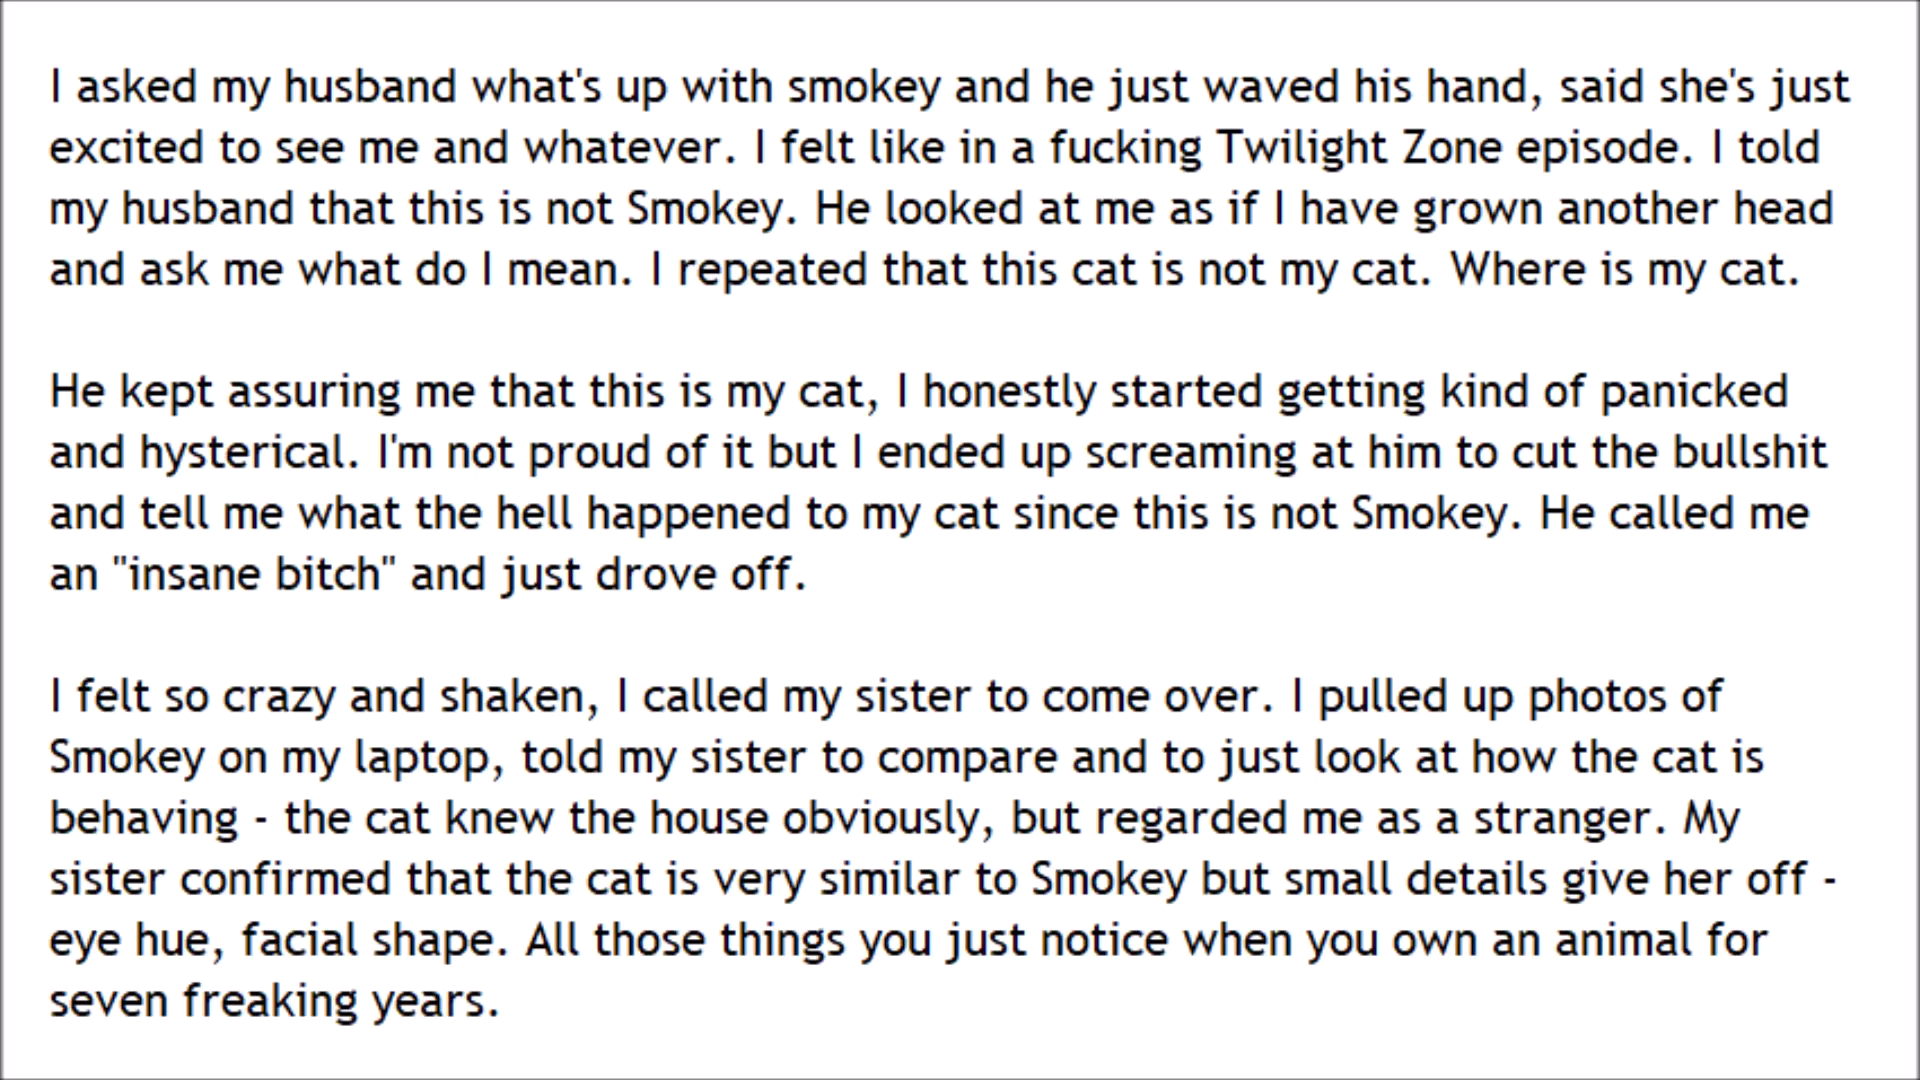 I asked my husband what's up with smokey and he just waved his hand, said she's just
excited to see me and whatever. I felt like in a fucking Twilight Zone episode. I told
my husband that this is not Smokey. He looked at me as if I have grown another head
and ask me what do I mean. I repeated that this cat is not my cat. Where is my cat.
He kept assuring me that this is my cat, I honestly started getting kind of panicked
and hysterical. I'm not proud of it but I ended up screaming at him to cut the bullshit
and tell me what the hell happened to my cat since this is not Smokey. He called me
an "insane bitch" and just drove off.
I felt so crazy and shaken, I called my sister to come over. I pulled up photos of
Smokey on my laptop, told my sister to compare and to just look at how the cat is
behaving - the cat knew the house obviously, but regarded me as a stranger. My
sister confirmed that the cat is very similar to Smokey but small details give her off -
eye hue, facial shape. All those things you just notice when you own an animal for
seven freaking years.